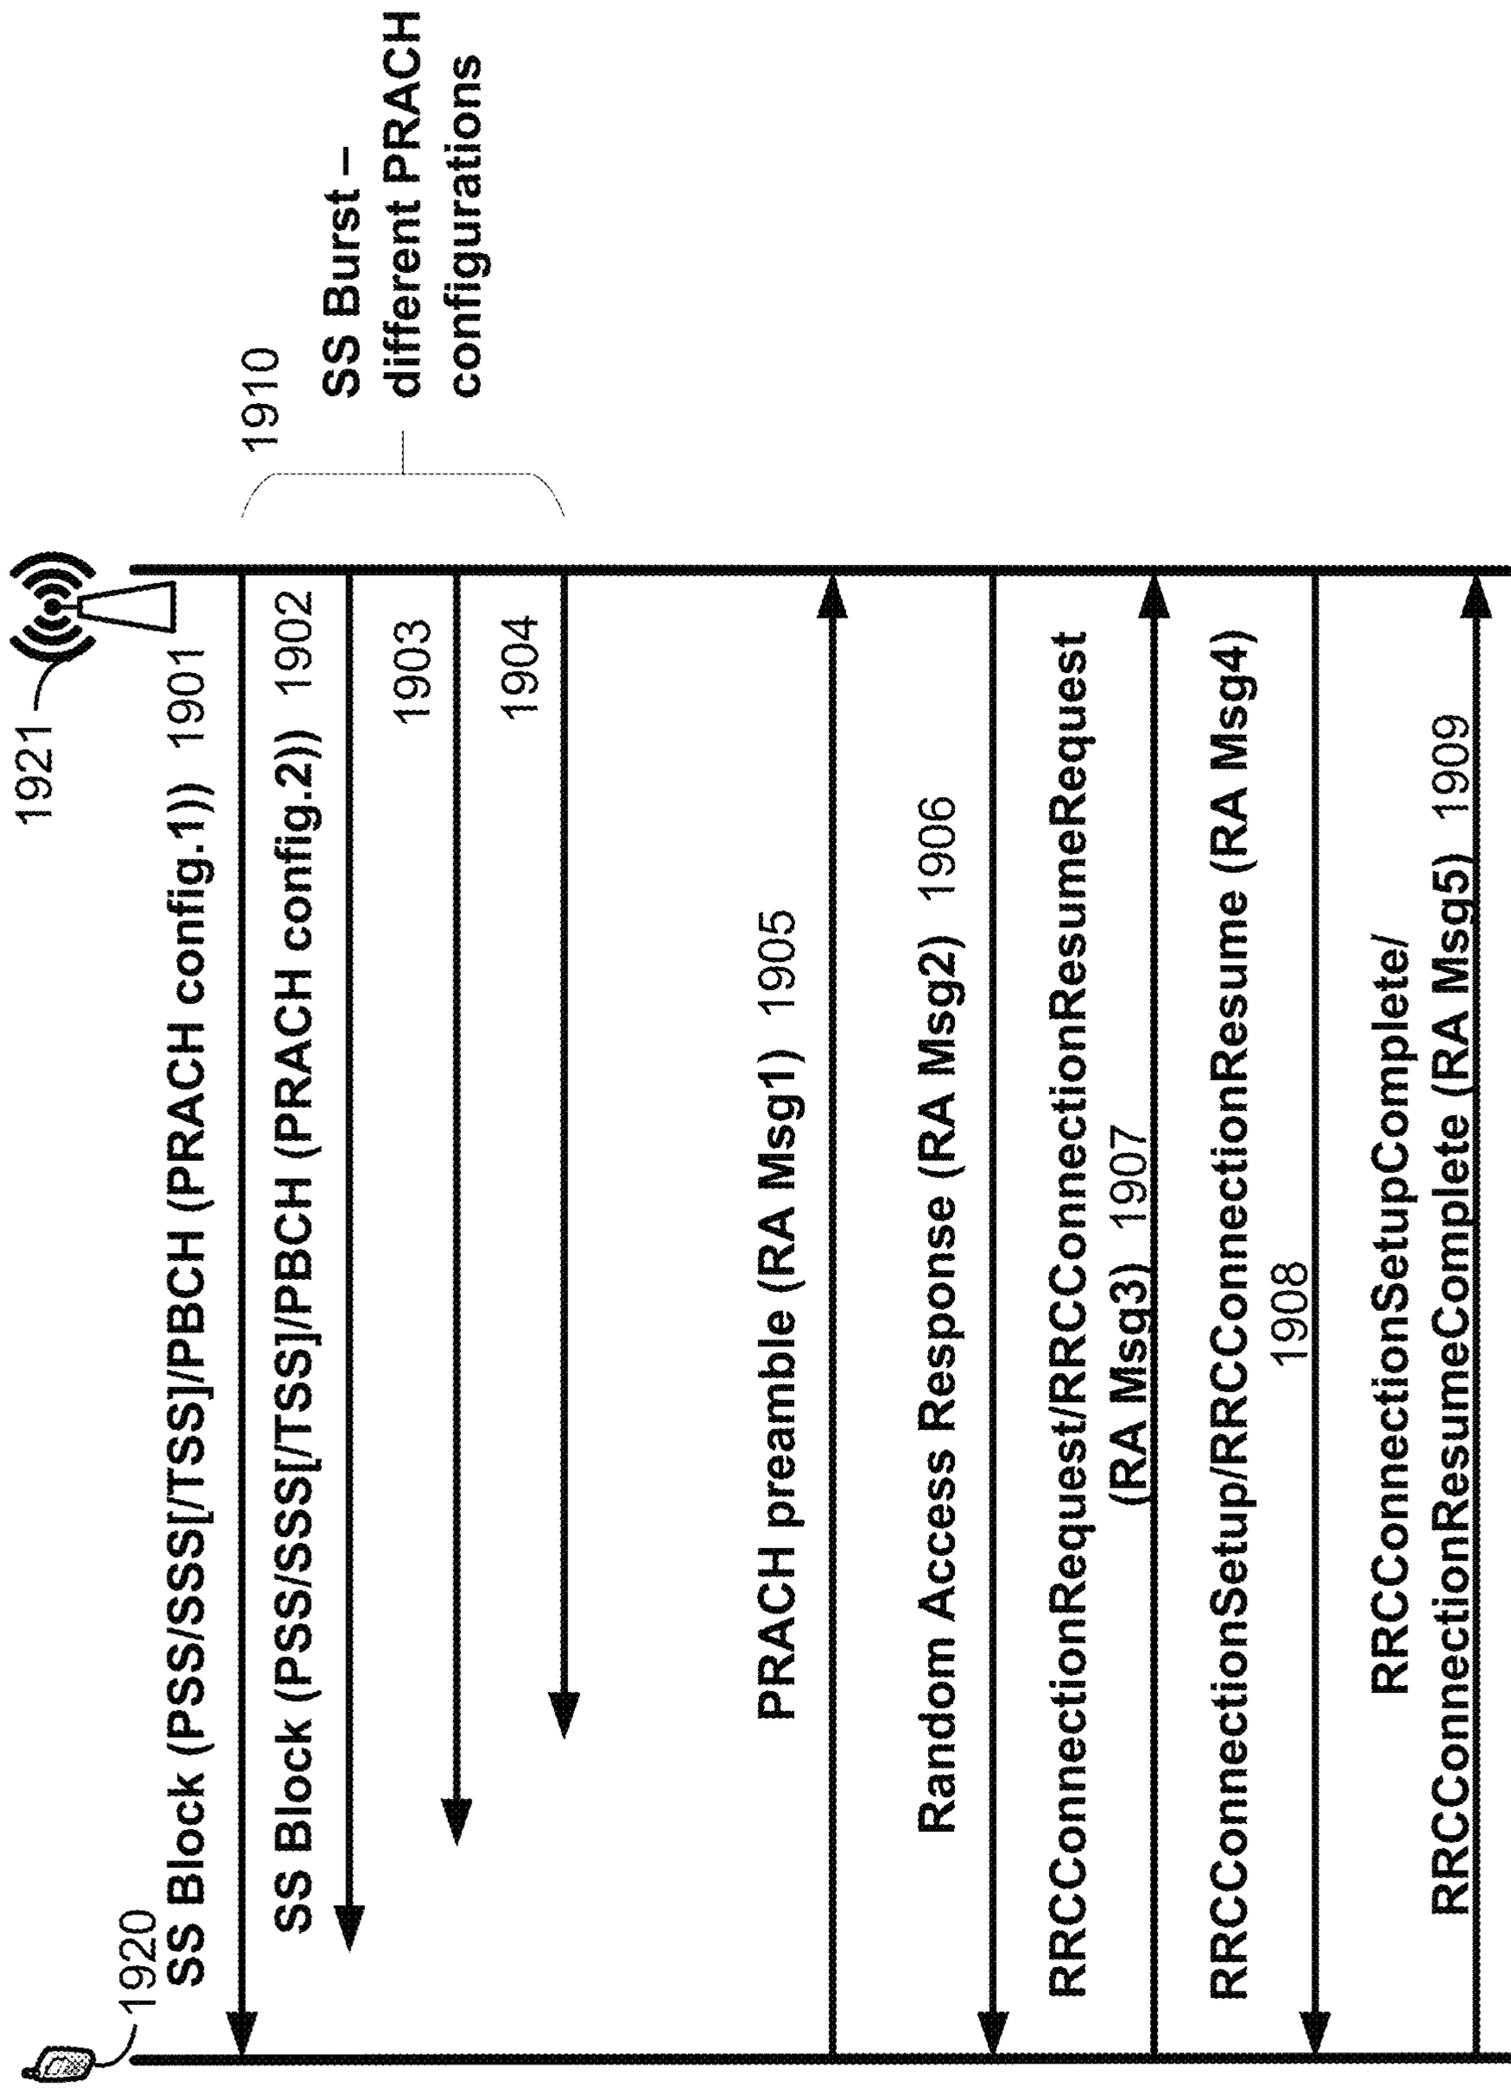 1920
1921
SS Block (PSS/SSS[/TSS]/PBCH (PRACH config.1)) 1901
SS Block (PSS/SSS[/TSS]/PBCH (PRACH config.2)) 1902
1903
1904
1910
SS Burst –
different PRACH
configurations
PRACH preamble (RA Msg1) 1905
Random Access Response (RA Msg2) 1906
RRCConnectionRequest/RRCConnectionResumeRequest
(RA Msg3) 1907
RRCConnectionSetup/RRCConnectionResume (RA Msg4)
1908
RRCConnectionSetupComplete/
RRCConnectionResumeComplete (RA Msg5) 1909